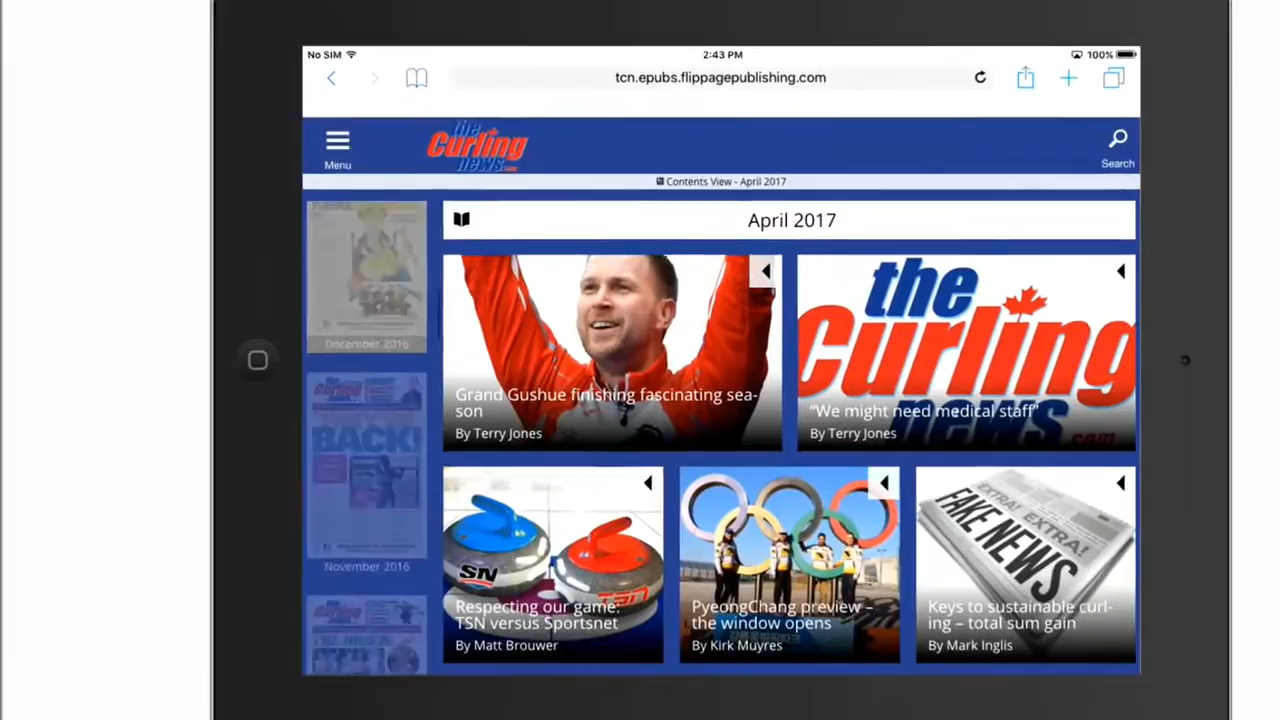 No SIM
2:43 PM
100%
tcn.epubs.flippagepublishing.com
Menu
the
Curling
news.com
Search
Contents View - April 2017
April 2017
December 2016
BACK!
November 2016
Grand Gushue finishing fascinating sea-
son
By Terry Jones
the
Curling
news.com
“We might need medical staff”
By Terry Jones
SN
TSN
Respecting our game:
TSN versus Sportsnet
By Matt Brouwer
PyeongChang preview –
the window opens
By Kirk Muyres
EXTRA! EXTRA!
FAKE NEWS
Keys to sustainable curl-
ing – total sum gain
By Mark Inglis